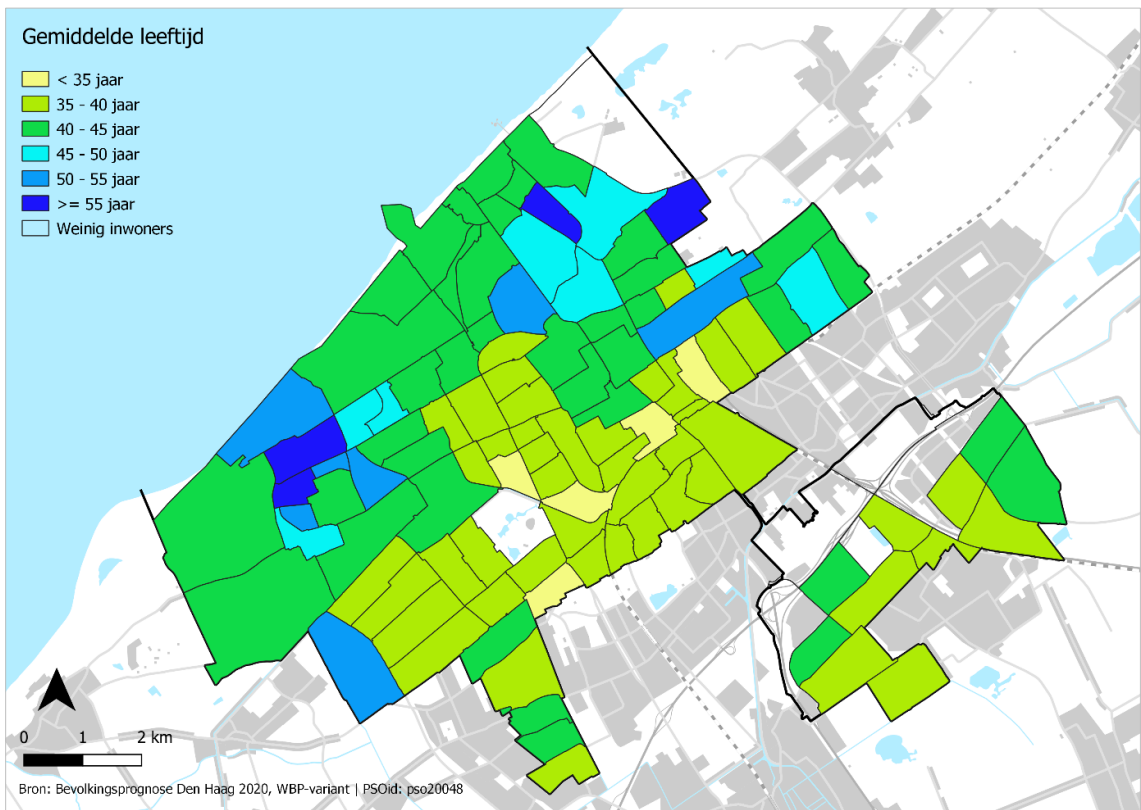 Gemiddelde leeftijd
< 35 jaar
35 - 40 jaar
40 - 45 jaar
45 - 50 jaar
50 - 55 jaar
>= 55 jaar
Weinig inwoners
0 1 2 km
Bron: Bevolkingsprognose Den Haag 2020, WBP-variant | PSOid: pso20048